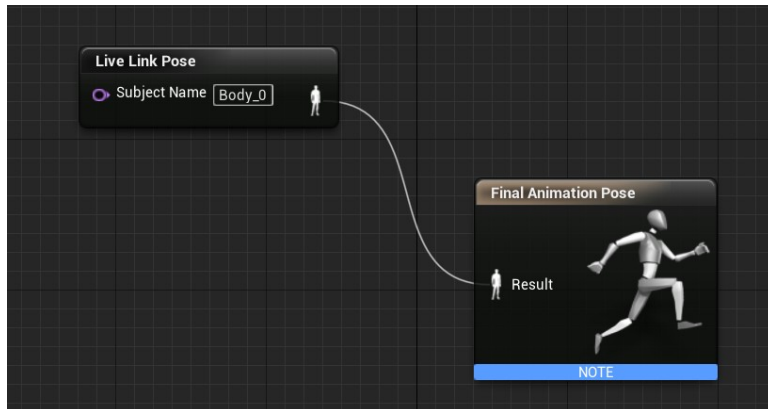 Live Link Pose
Subject Name Body_0
Final Animation Pose
Result
NOTE